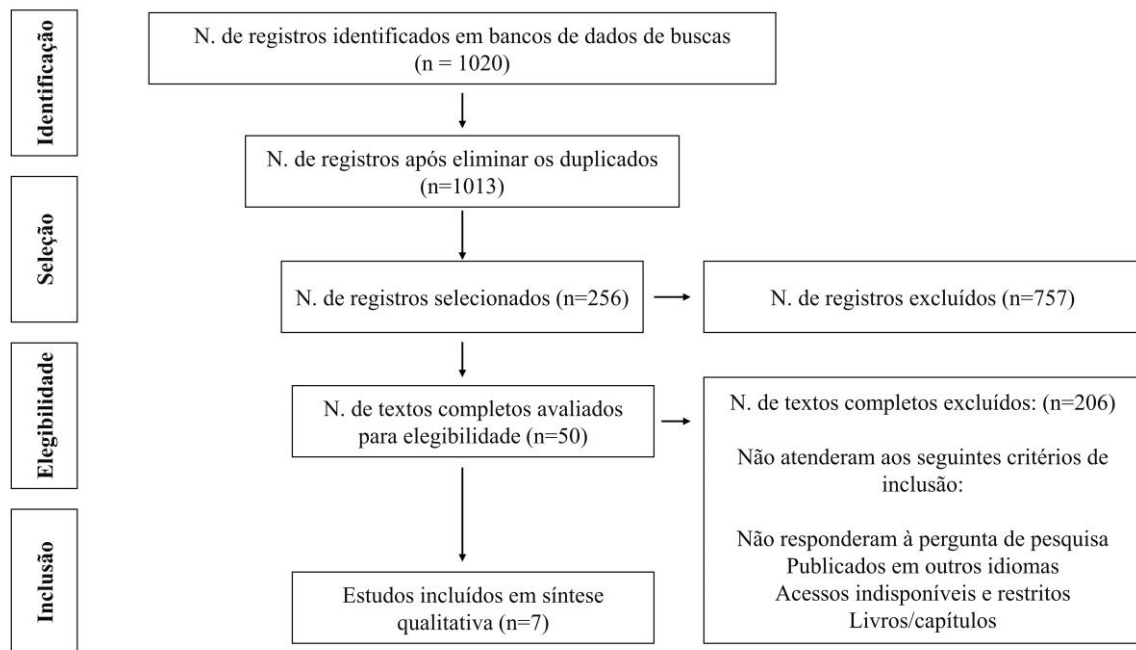 Identificação
N. de registros identificados em bancos de dados de buscas
(n = 1020)
N. de registros após eliminar os duplicados
(n=1013)
Seleção
N. de registros selecionados (n=256)
N. de registros excluídos (n=757)
Elegibilidade
N. de textos completos avaliados
para elegibilidade (n=50)
N. de textos completos excluídos: (n=206)
Não atenderam aos seguintes critérios de
inclusão:
Não responderam à pergunta de pesquisa
Publicados em outros idiomas
Acessos indisponíveis e restritos
Livros/capítulos
Inclusão
Estudos incluídos em síntese
qualitativa (n=7)